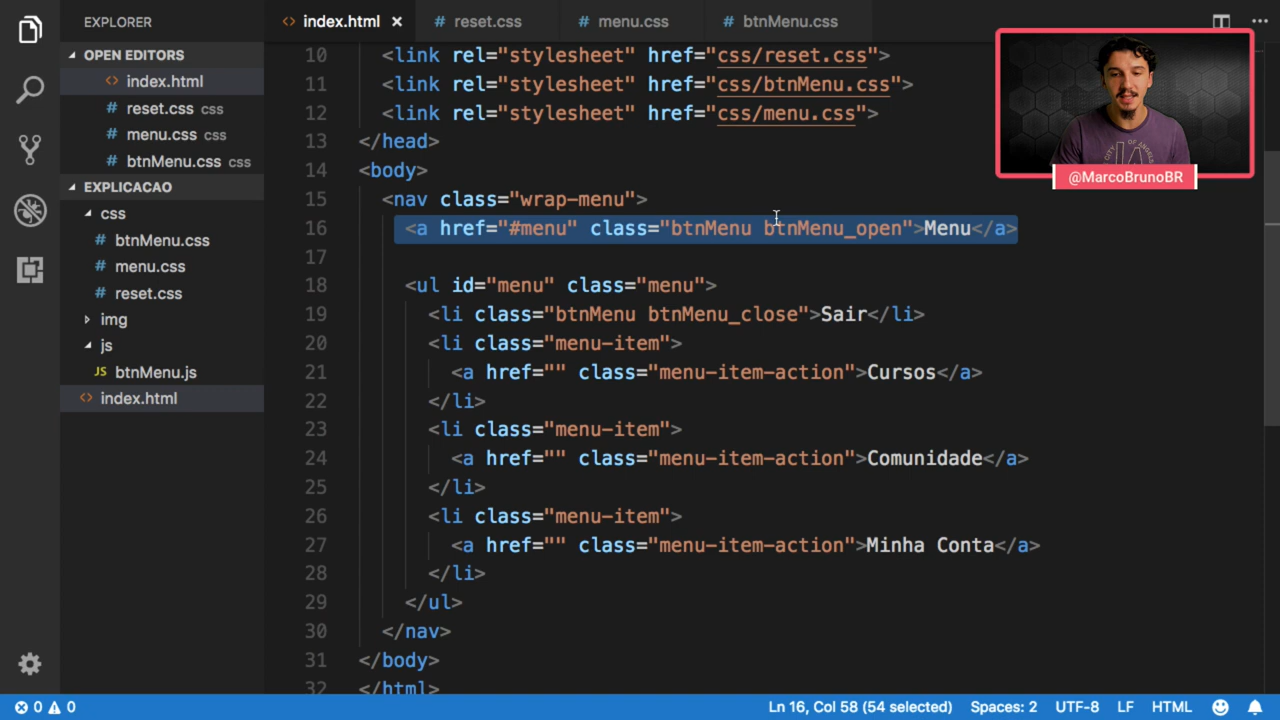 EXPLORER
OPEN EDITORS
index.html
reset.css css
menu.css css
btnMenu.css css
EXPLICACAO
css
btnMenu.css
menu.css
reset.css
img
js
JS btnMenu.js
index.html
index.html
reset.css
menu.css
btnMenu.css
10 <link rel="stylesheet" href="css/reset.css">
11 <link rel="stylesheet" href="css/btnMenu.css">
12 <link rel="stylesheet" href="css/menu.css">
13 </head>
14 <body>
15 <nav class="wrap-menu">
16 <a href="#menu" class="btnMenu btnMenu_open">Menu</a>
17
18 <ul id="menu" class="menu">
19 <li class="btnMenu btnMenu_close">Sair</li>
20 <li class="menu-item">
21 <a href="" class="menu-item-action">Cursos</a>
22 </li>
23 <li class="menu-item">
24 <a href="" class="menu-item-action">Comunidade</a>
25 </li>
26 <li class="menu-item">
27 <a href="" class="menu-item-action">Minha Conta</a>
28 </li>
29 </ul>
30 </nav>
31 </body>
32 </html>
CITY OF ANGELS
LA
@MarcoBrunoBR
0 0
Ln 16, Col 58 (54 selected)
Spaces: 2
UTF-8
LF
HTML